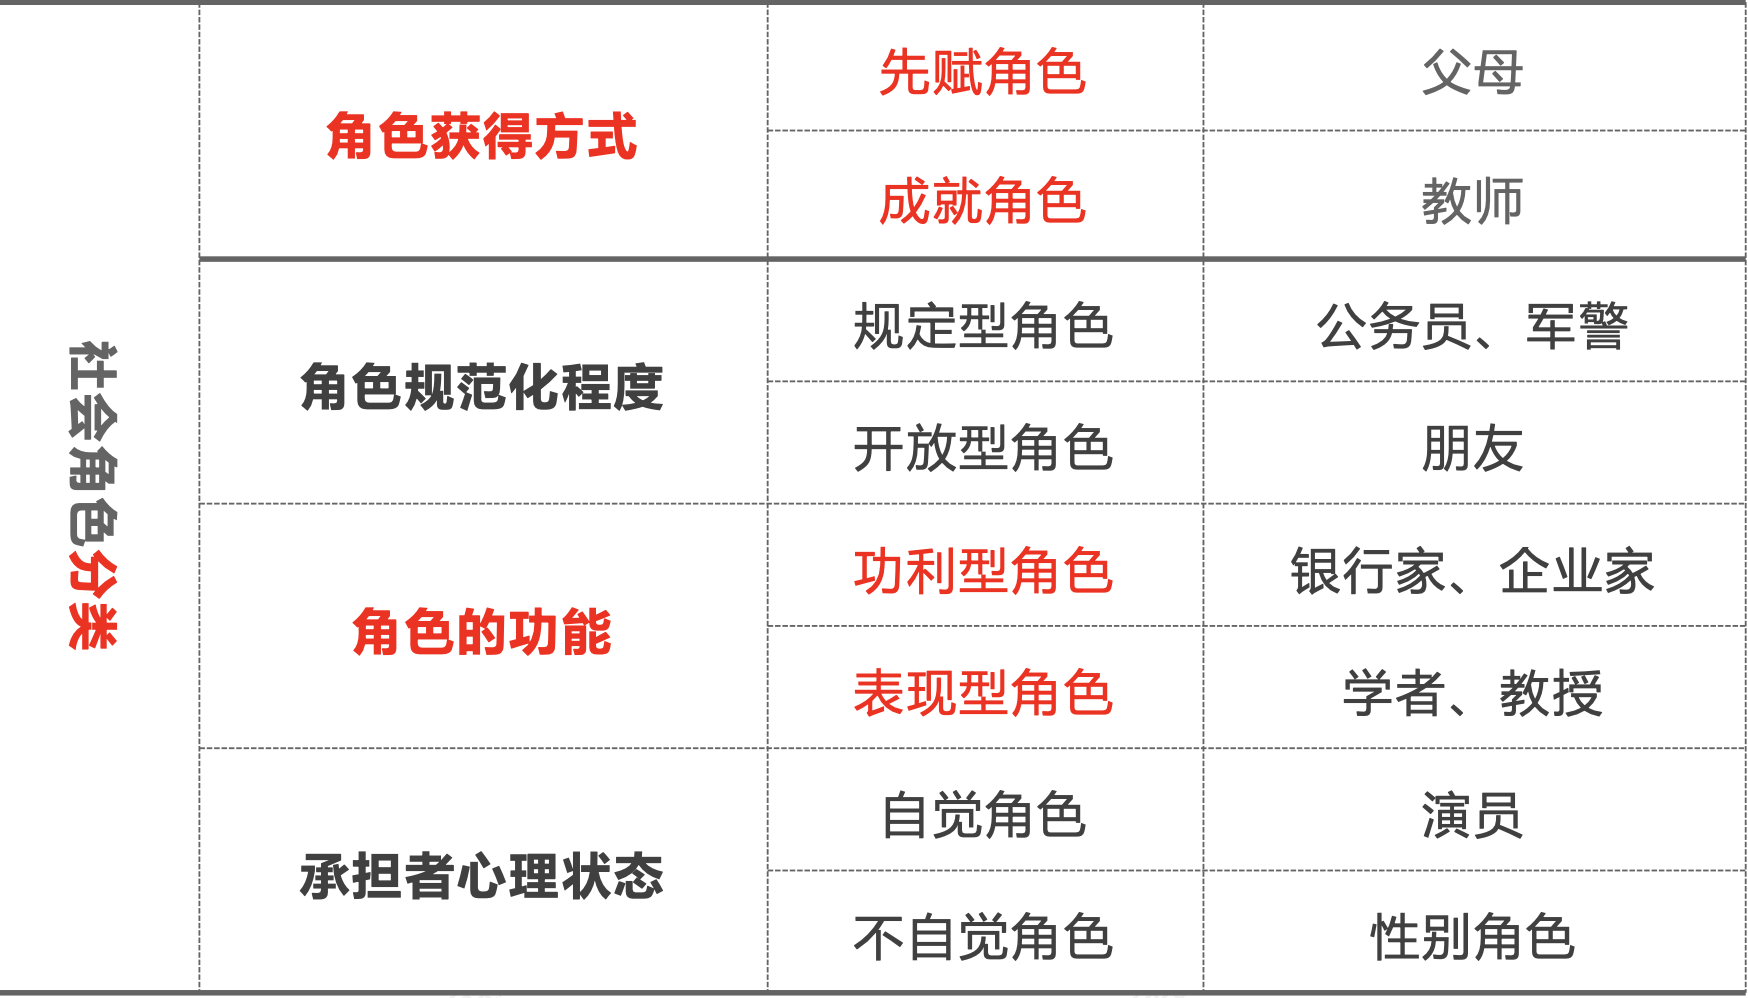 社会角色分类
角色获得方式
先赋角色
父母
成就角色
教师
角色规范化程度
规定型角色
公务员、军警
开放型角色
朋友
角色的功能
功利型角色
银行家、企业家
表现型角色
学者、教授
承担者心理状态
自觉角色
演员
不自觉角色
性别角色